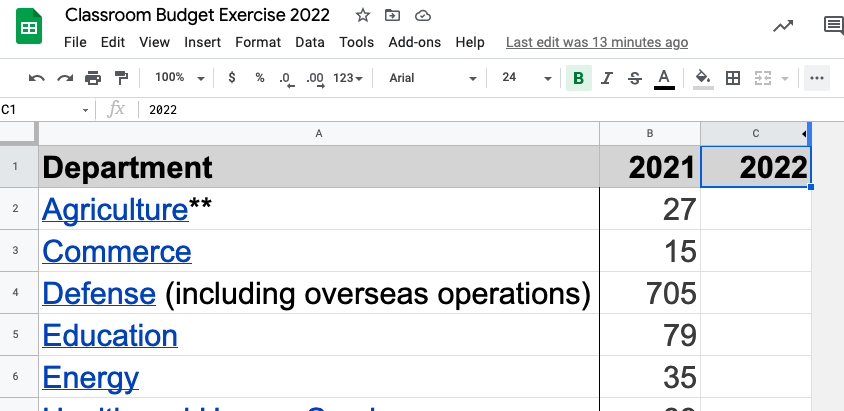 Classroom Budget Exercise 2022
File Edit View Insert Format Data Tools Add-ons Help Last edit was 13 minutes ago
100% $ % .0 .00 123 Arial 24 B I S A
C1 fx 2022
A B C
1 Department 2021 2022
2 Agriculture** 27
3 Commerce 15
4 Defense (including overseas operations) 705
5 Education 79
6 Energy 35